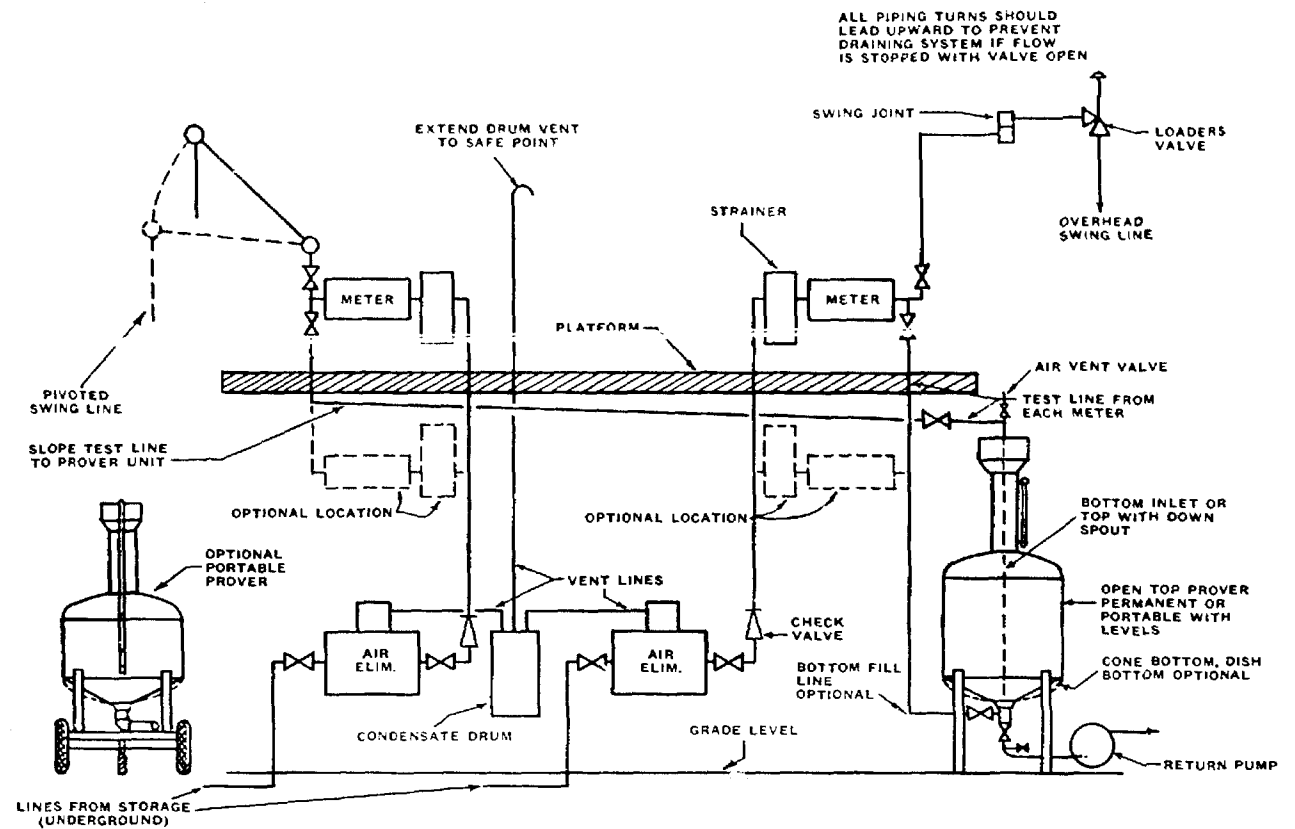 ALL PIPING TURNS SHOULD
LEAD UPWARD TO PREVENT
DRAINING SYSTEM IF FLOW
IS STOPPED WITH VALVE OPEN
SWING JOINT
LOADERS
VALVE
OVERHEAD
SWING LINE
EXTEND DRUM VENT
TO SAFE POINT
STRAINER
METER
METER
PLATFORM
PIVOTED
SWING LINE
AIR VENT VALVE
TEST LINE FROM
EACH METER
SLOPE TEST LINE
TO PROVER UNIT
OPTIONAL LOCATION
OPTIONAL LOCATION
BOTTOM INLET OR
TOP WITH DOWN
SPOUT
OPTIONAL
PORTABLE
PROVER
VENT LINES
OPEN TOP PROVER
PERMANENT OR
PORTABLE WITH
LEVELS
CHECK
VALVE
AIR
ELIM.
AIR
ELIM.
BOTTOM FILL
LINE
OPTIONAL
CONE BOTTOM, DISH
BOTTOM OPTIONAL
CONDENSATE DRUM
GRADE LEVEL
RETURN PUMP
LINES FROM STORAGE
(UNDERGROUND)